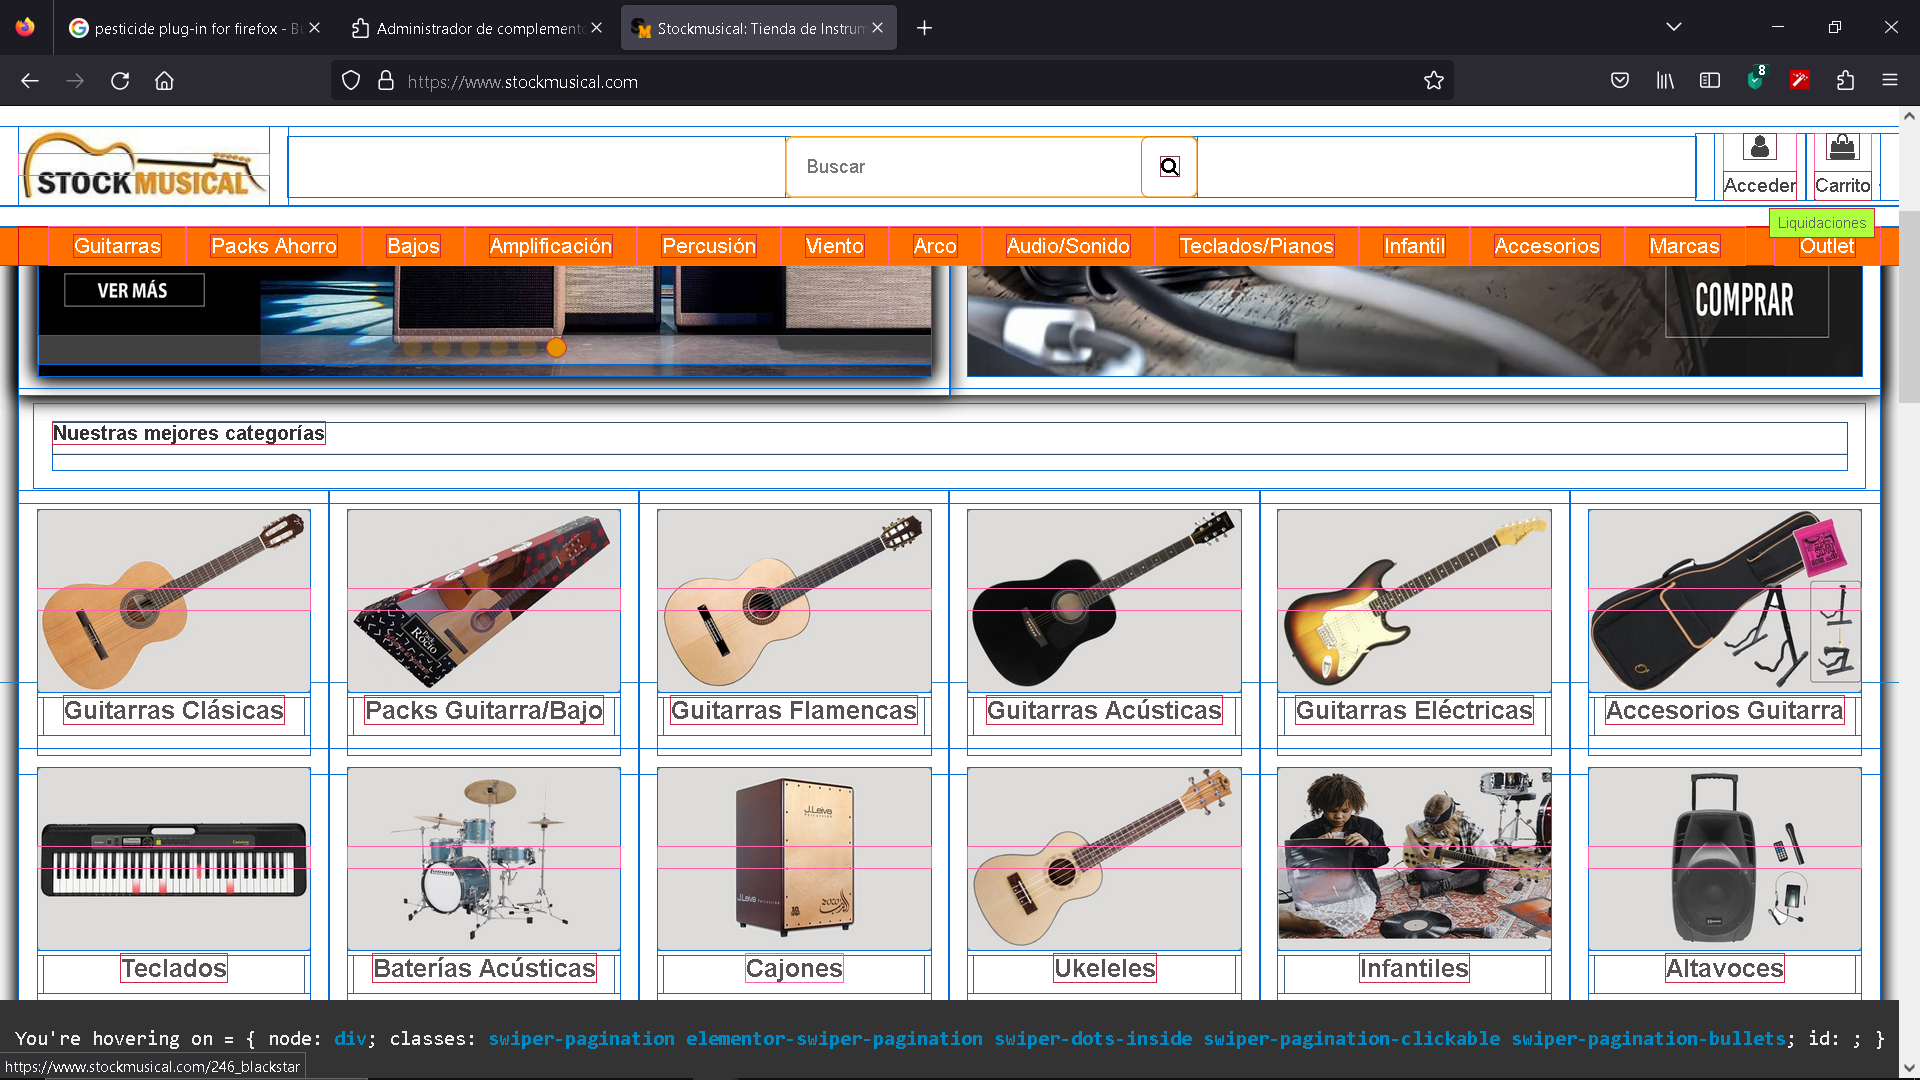 pesticide plug-in for firefox - Bu
Administrador de complemento
Stockmusical: Tienda de Instrum
https://www.stockmusical.com
8
STOCKMUSICAL
Buscar
Acceder
Carrito
Liquidaciones
Guitarras
Packs Ahorro
Bajos
Amplificación
Percusión
Viento
Arco
Audio/Sonido
Teclados/Pianos
Infantil
Accesorios
Marcas
Outlet
VER MÁS
COMPRAR
Nuestras mejores categorías
Guitarras Clásicas
Packs Guitarra/Bajo
Guitarras Flamencas
Guitarras Acústicas
Guitarras Eléctricas
Accesorios Guitarra
J.Leiva
Teclados
Baterías Acústicas
Cajones
Ukeleles
Infantiles
Altavoces
You're hovering on = { node: div; classes: swiper-pagination elementor-swiper-pagination swiper-dots-inside swiper-pagination-clickable swiper-pagination-bullets; id: ; }
https://www.stockmusical.com/246_blackstar